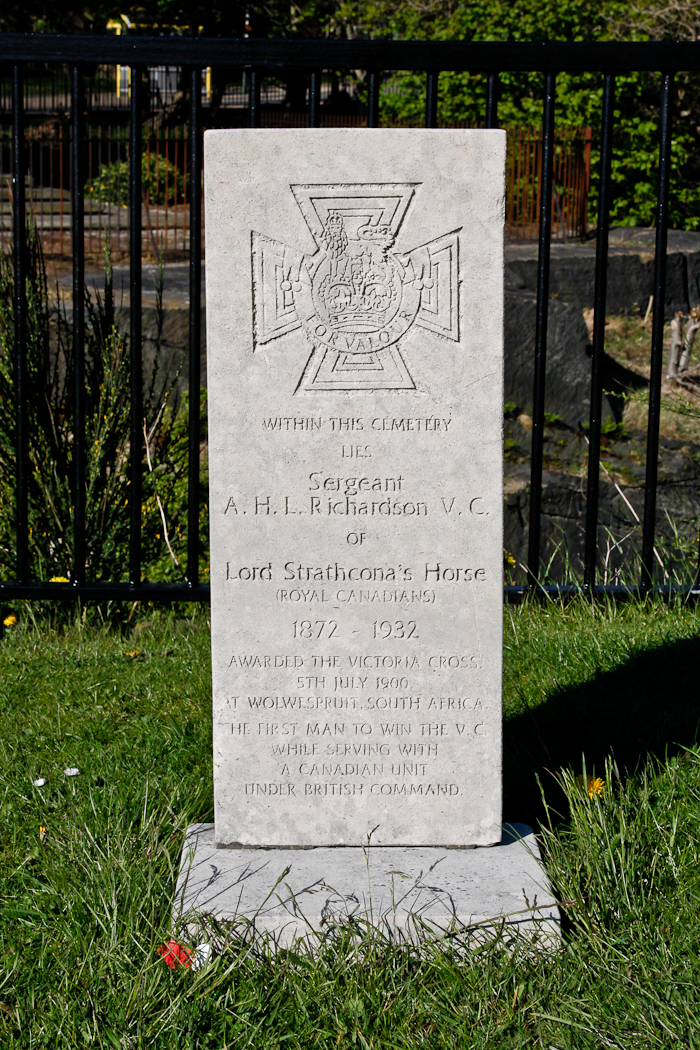 FOR VALOUR
WITHIN THIS CEMETERY
LIES
Sergeant
A. H. L. Richardson V. C.
OF
Lord Strathcona's Horse
(ROYAL CANADIANS)
1872 - 1932
AWARDED THE VICTORIA CROSS.
5TH JULY 1900
AT WOLWESPRUIT, SOUTH AFRICA.
THE FIRST MAN TO WIN THE V.C.
WHILE SERVING WITH
A CANADIAN UNIT
UNDER BRITISH COMMAND.